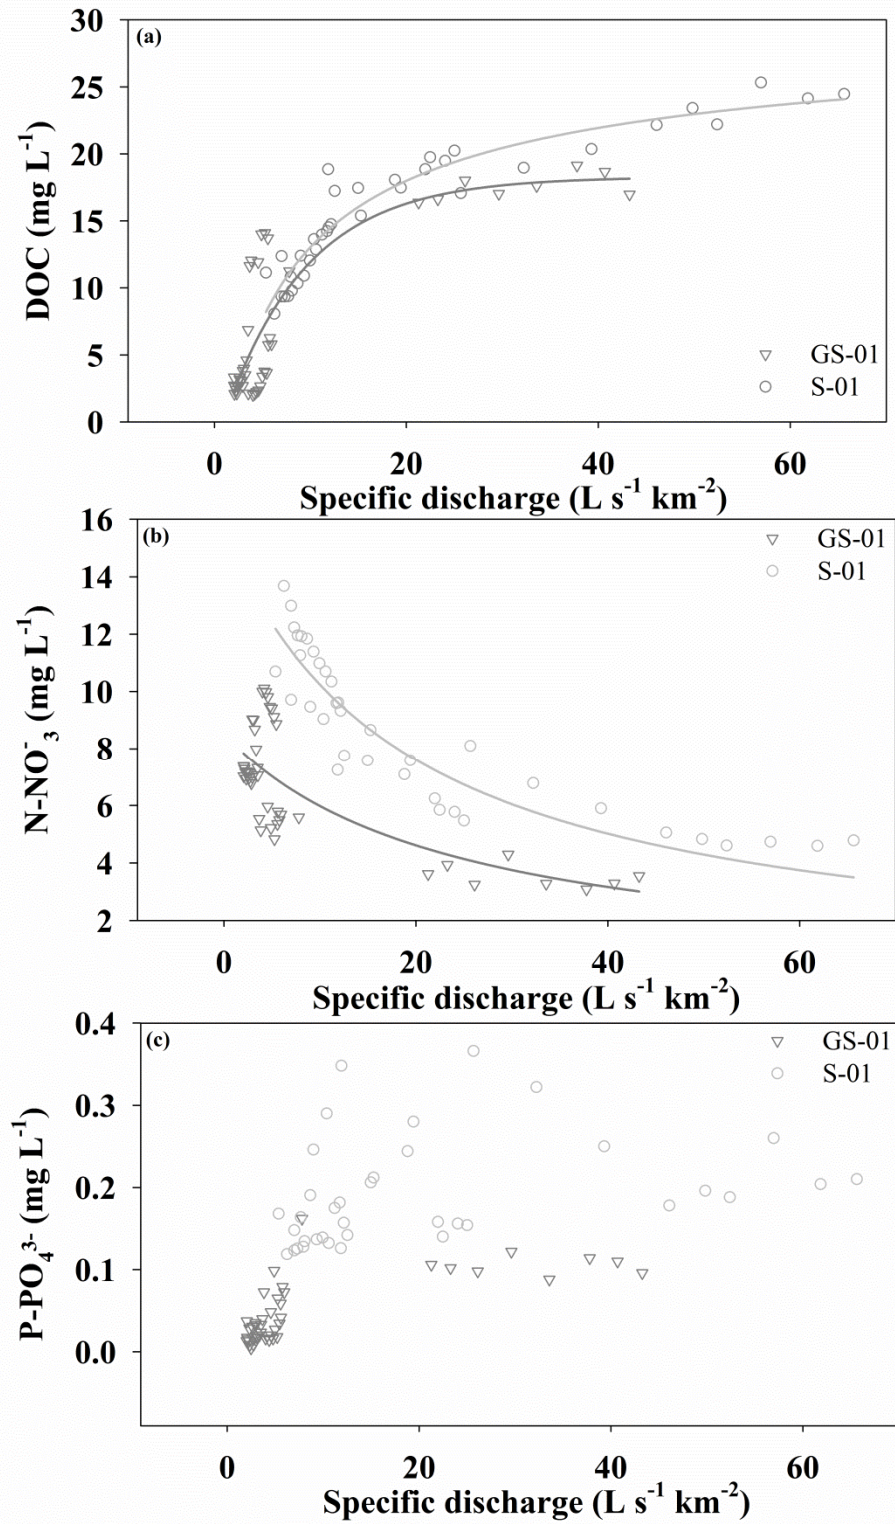 (a)
30
25
20
15
10
5
0
DOC (mg L⁻¹)
GS-01
S-01
0 20 40 60
Specific discharge (L s⁻¹ km⁻²)
(b)
16
14
12
10
8
6
4
2
N-NO₃⁻ (mg L⁻¹)
GS-01
S-01
0 20 40 60
Specific discharge (L s⁻¹ km⁻²)
(c)
0.4
0.3
0.2
0.1
0.0
P-PO₄³⁻ (mg L⁻¹)
GS-01
S-01
0 20 40 60
Specific discharge (L s⁻¹ km⁻²)